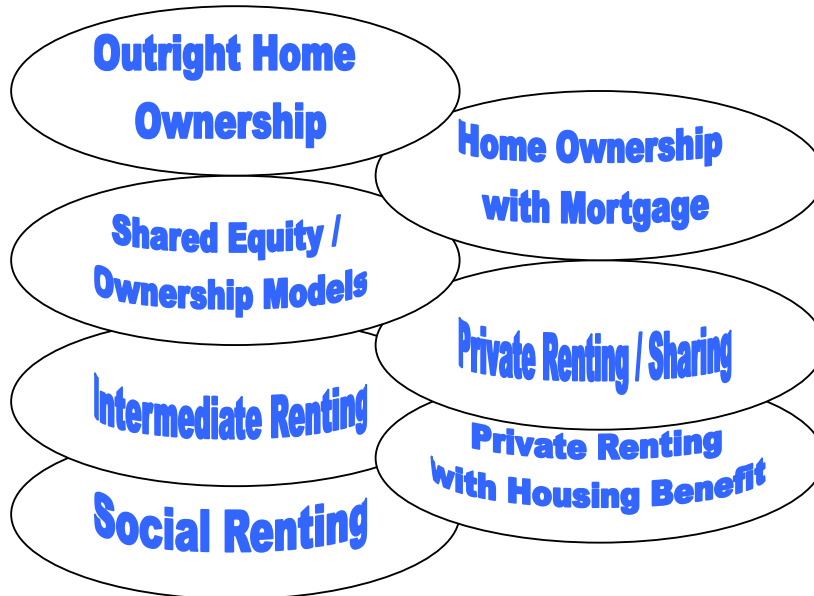 Outright Home
Ownership
Home Ownership
with Mortgage
Shared Equity /
Ownership Models
Private Renting / Sharing
Intermediate Renting
Private Renting
with Housing Benefit
Social Renting